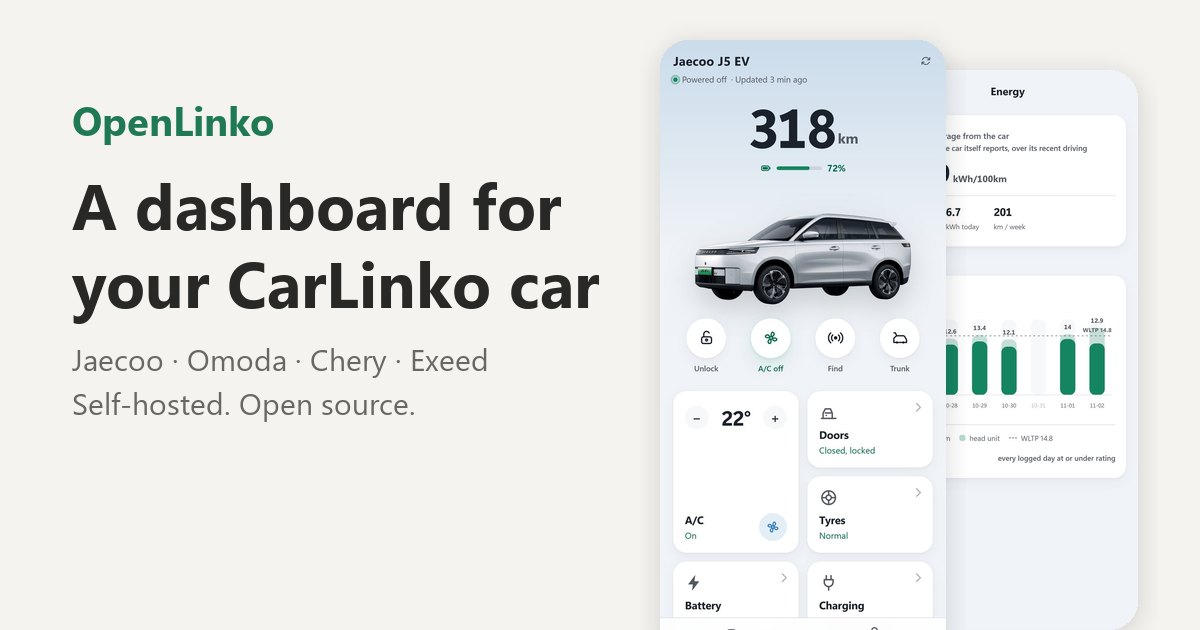 OpenLinko
A dashboard for
your CarLinko car
Jaecoo · Omoda · Chery · Exeed
Self-hosted. Open source.
Jaecoo J5 EV
Powered off · Updated 3 min ago
318 km
72%
Unlock
A/C off
Find
Trunk
− 22° +
A/C
On
Doors
Closed, locked
Tyres
Normal
Battery
Charging
Energy
from the car
car itself reports, over its recent driving
kWh/100km
6.7
201
kWh today
km / week
2.6
13.4
12.1
14
12.9
WLTP 14.8
0-28
10-29
10-30
10-31
11-01
11-02
head unit
WLTP 14.8
every logged day at or under rating